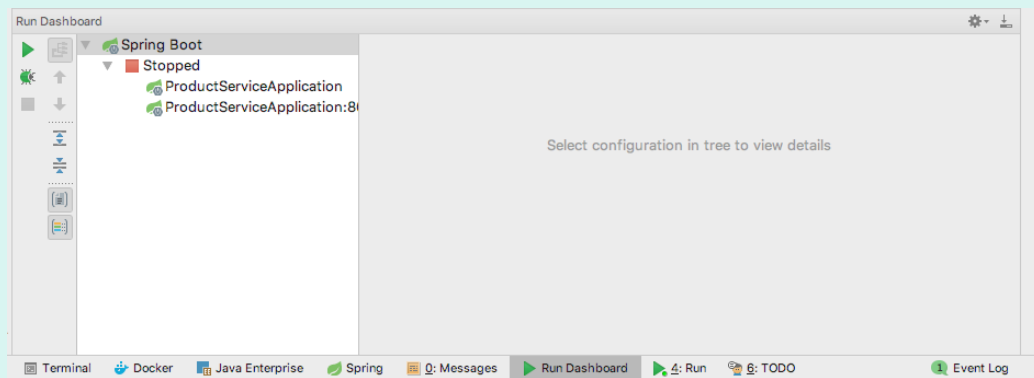 Run Dashboard
Spring Boot
Stopped
ProductServiceApplication
ProductServiceApplication:80
Select configuration in tree to view details
Terminal Docker Java Enterprise Spring 0: Messages Run Dashboard 4: Run 6: TODO 1 Event Log